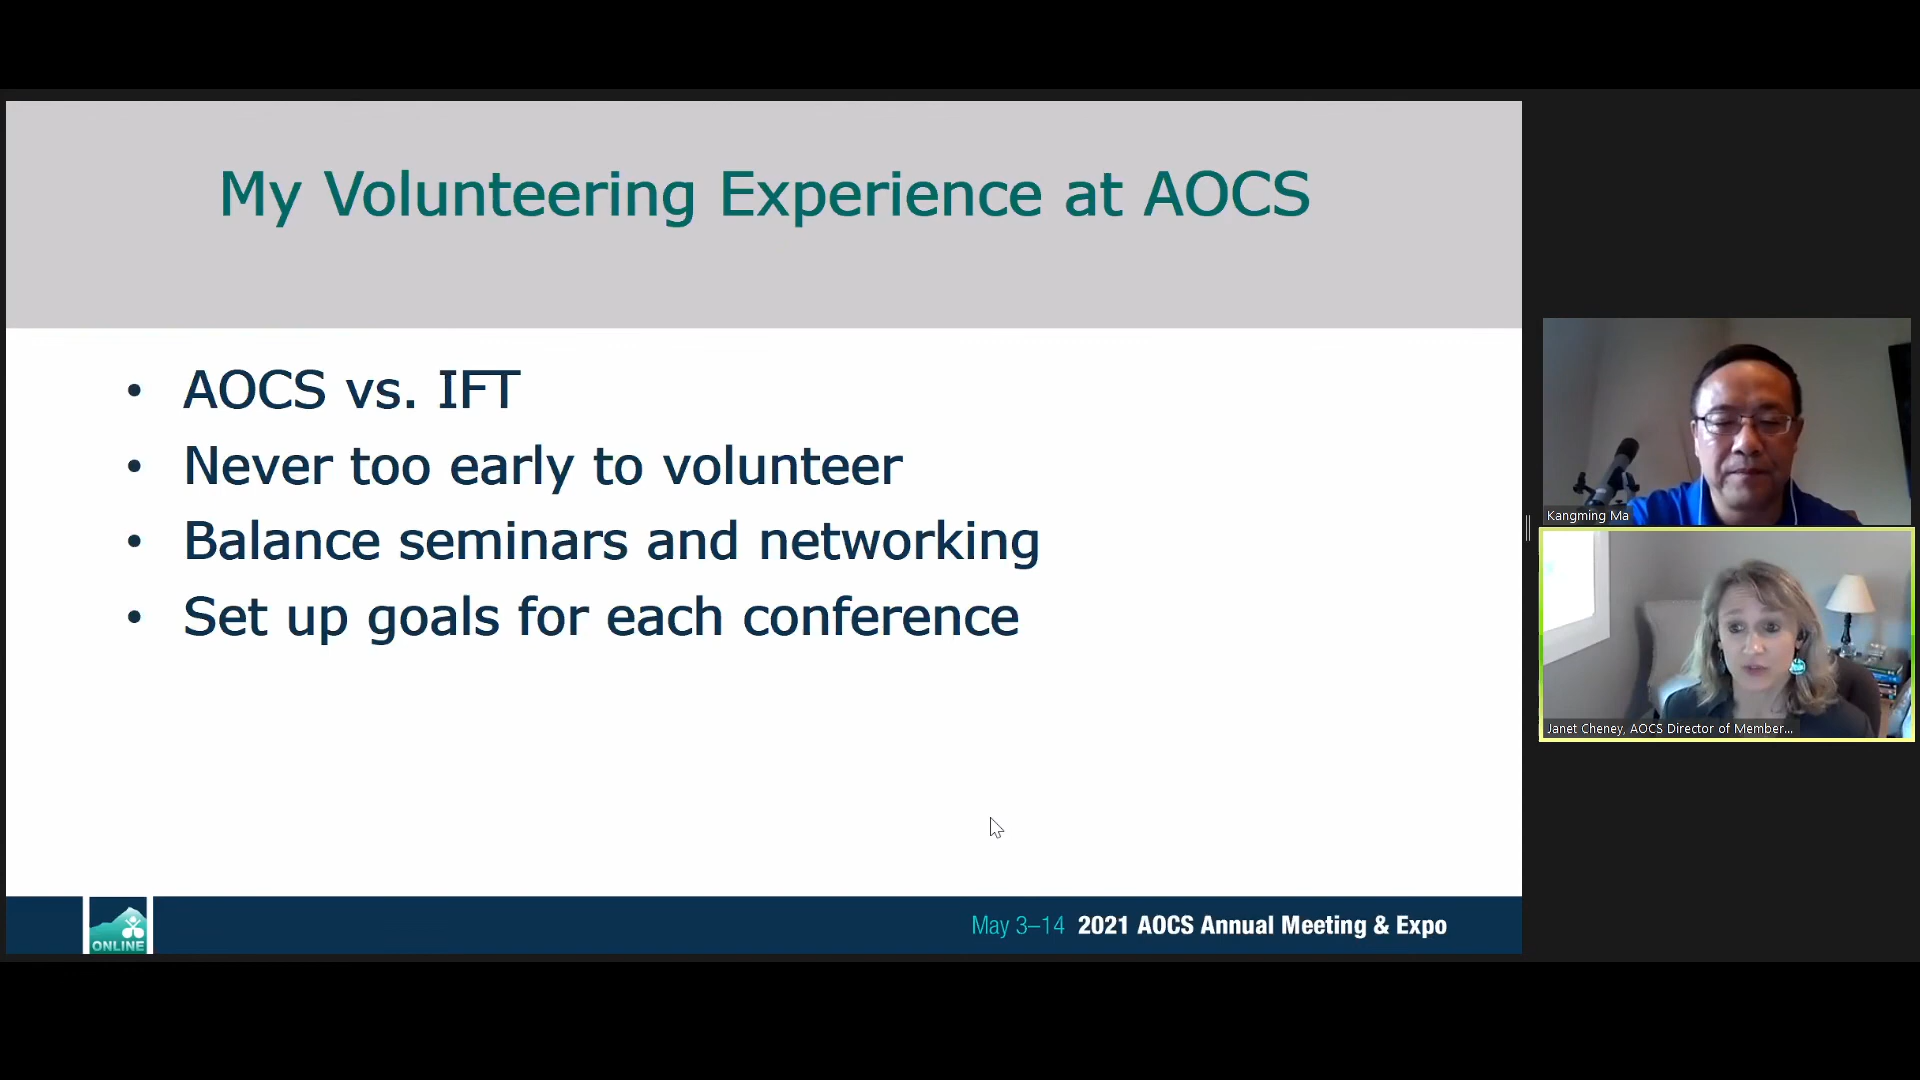 My Volunteering Experience at AOCS
• AOCS vs. IFT
• Never too early to volunteer
• Balance seminars and networking
• Set up goals for each conference
Kangming Ma
Janet Cheney, AOCS Director of Member...
ONLINE
May 3–14 2021 AOCS Annual Meeting & Expo